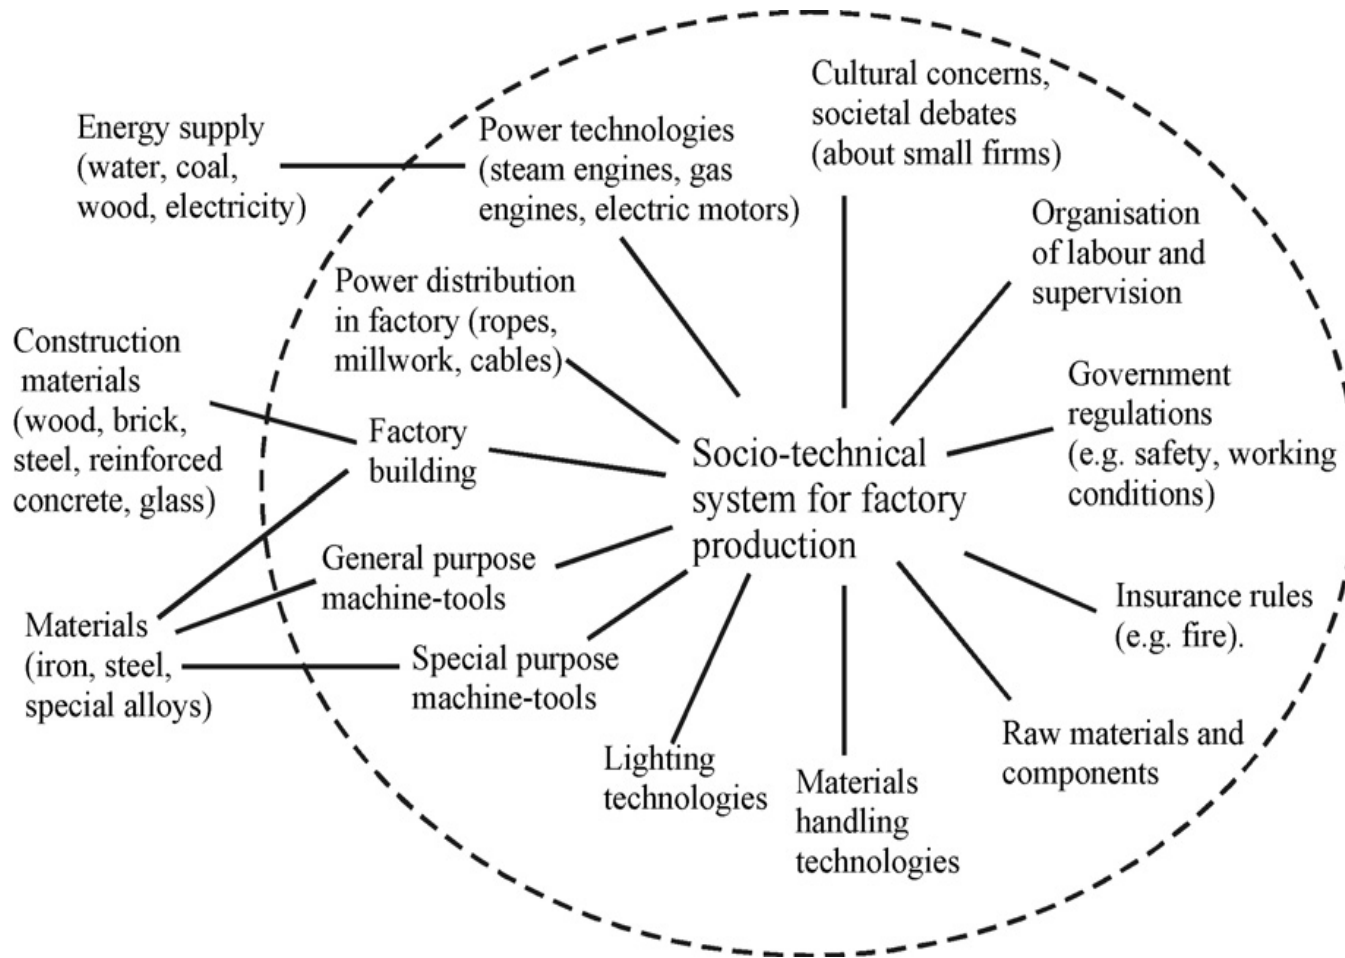 Cultural concerns,
societal debates
(about small firms)
Energy supply
(water, coal,
wood, electricity)
Power technologies
(steam engines, gas
engines, electric motors)
Organisation
of labour and
supervision
Power distribution
in factory (ropes,
millwork, cables)
Construction
materials
(wood, brick,
steel, reinforced
concrete, glass)
Government
regulations
(e.g. safety, working
conditions)
Factory
building
Socio-technical
system for factory
production
General purpose
machine-tools
Insurance rules
(e.g. fire).
Materials
(iron, steel,
special alloys)
Special purpose
machine-tools
Raw materials and
components
Lighting
technologies
Materials
handling
technologies